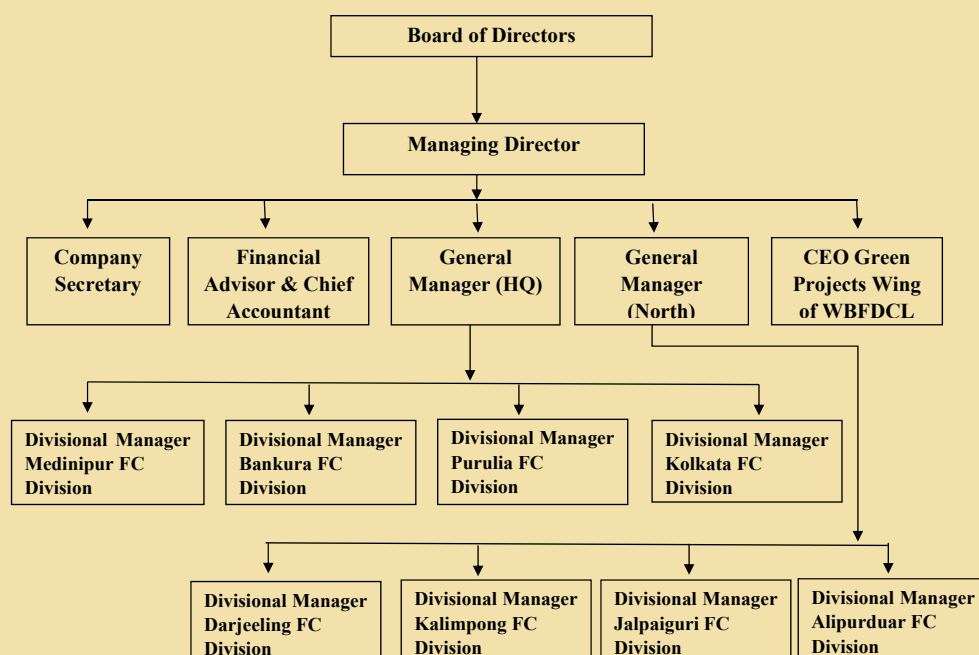 Board of Directors
Managing Director
Company
Secretary
Financial
Advisor & Chief
Accountant
General
Manager (HQ)
General
Manager
(North)
CEO Green
Projects Wing
of WBFDCL
Divisional Manager
Medinipur FC
Division
Divisional Manager
Bankura FC
Division
Divisional Manager
Purulia FC
Division
Divisional Manager
Kolkata FC
Division
Divisional Manager
Darjeeling FC
Division
Divisional Manager
Kalimpong FC
Division
Divisional Manager
Jalpaiguri FC
Division
Divisional Manager
Alipurduar FC
Division